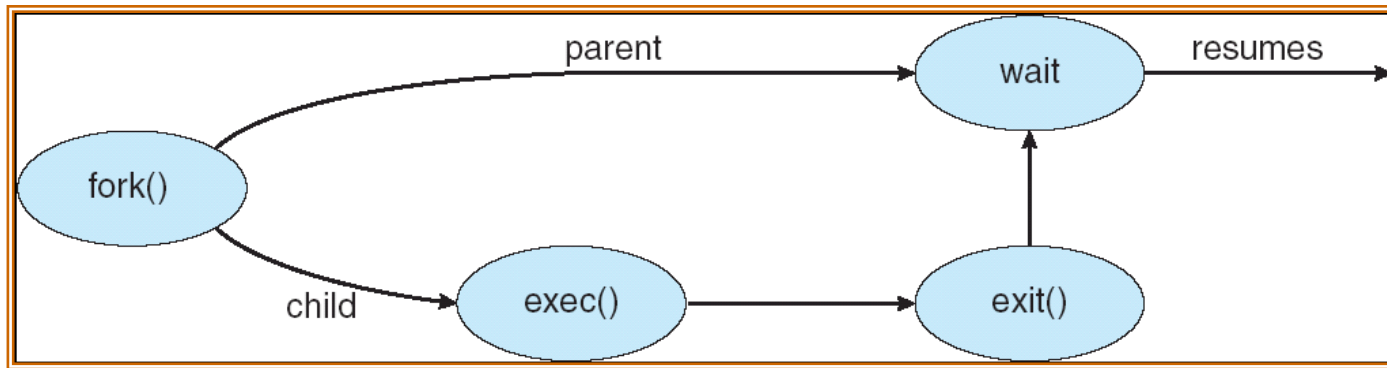 parent
wait
resumes
fork()
child
exec()
exit()